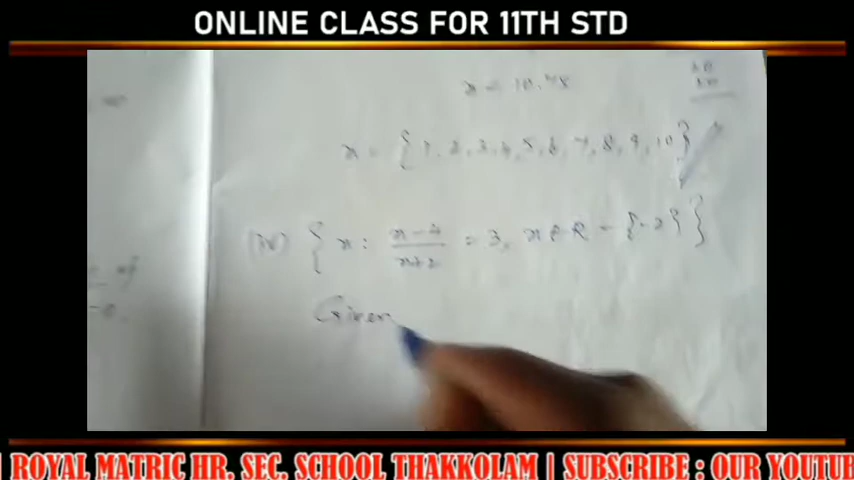 ONLINE CLASS FOR 11TH STD
x = 10.78
x = {1, 2, 3, 4, 5, 6, 7, 8, 9, 10}
(iv) {x : x-4/x+2 = 3, x ∈ R - {-2}}
Given
| ROYAL MATRIC HR. SEC. SCHOOL THAKKOLAM | SUBSCRIBE : OUR YOUTUB